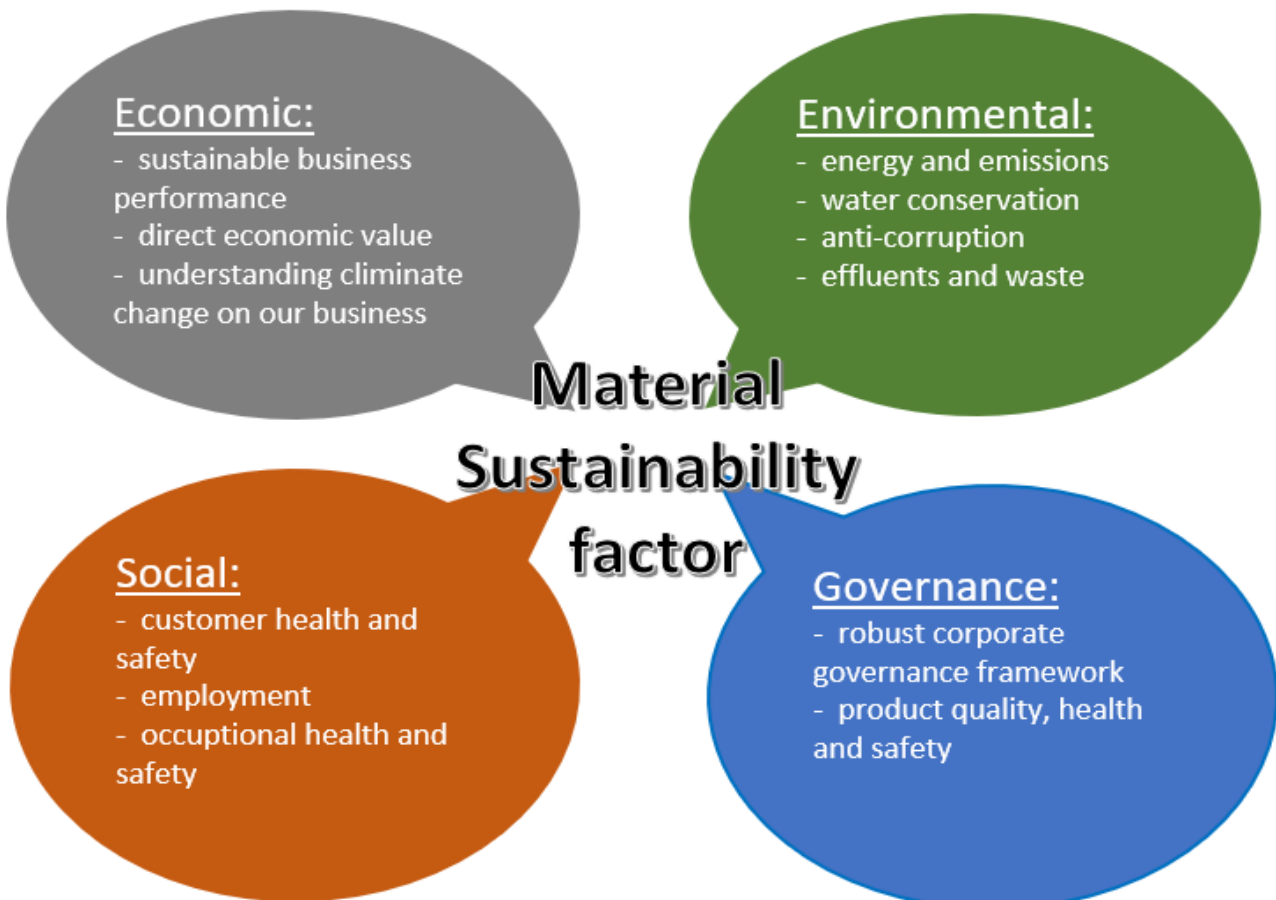 Economic:
- sustainable business
performance
- direct economic value
- understanding climinate
change on our business
Environmental:
- energy and emissions
- water conservation
- anti-corruption
- effluents and waste
Material
Sustainability
factor
Social:
- customer health and
safety
- employment
- occuptional health and
safety
Governance:
- robust corporate
governance framework
- product quality, health
and safety